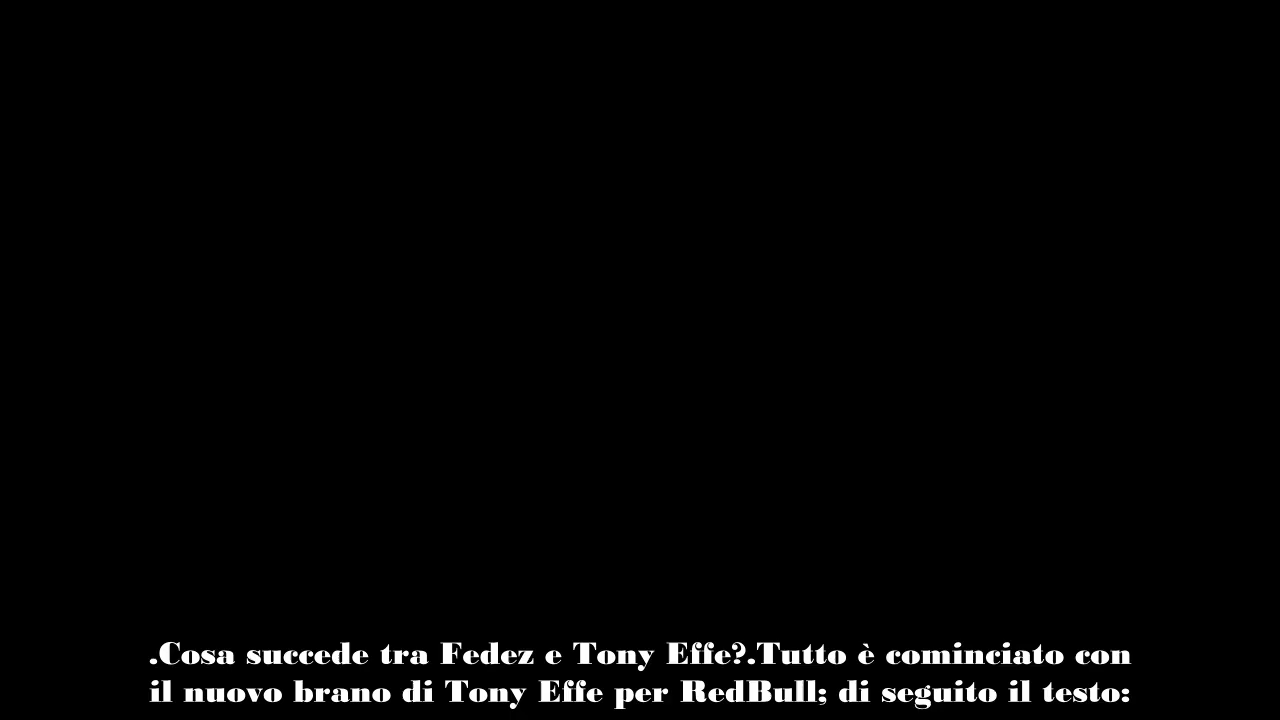 .Cosa succede tra Fedez e Tony Effe?.Tutto è cominciato con
il nuovo brano di Tony Effe per RedBull; di seguito il testo: